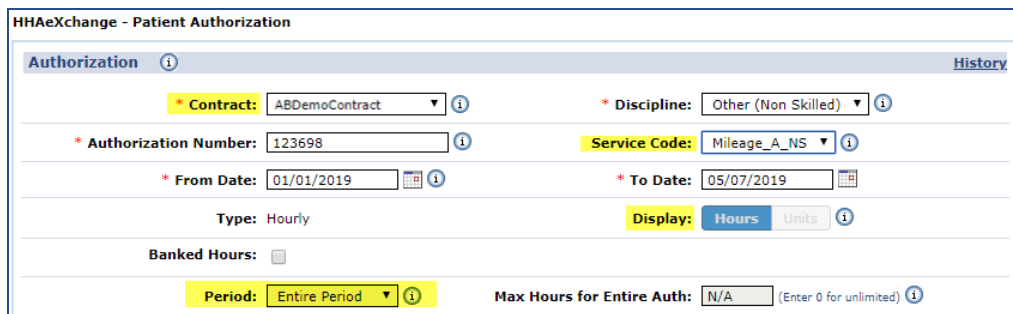 HHAeXchange - Patient Authorization
Authorization History
* Contract: ABDemoContract * Discipline: Other (Non Skilled)
* Authorization Number: 123698 Service Code: Mileage_A_NS
* From Date: 01/01/2019 * To Date: 05/07/2019
Type: Hourly Display: Hours Units
Banked Hours:
Period: Entire Period Max Hours for Entire Auth: N/A (Enter 0 for unlimited)